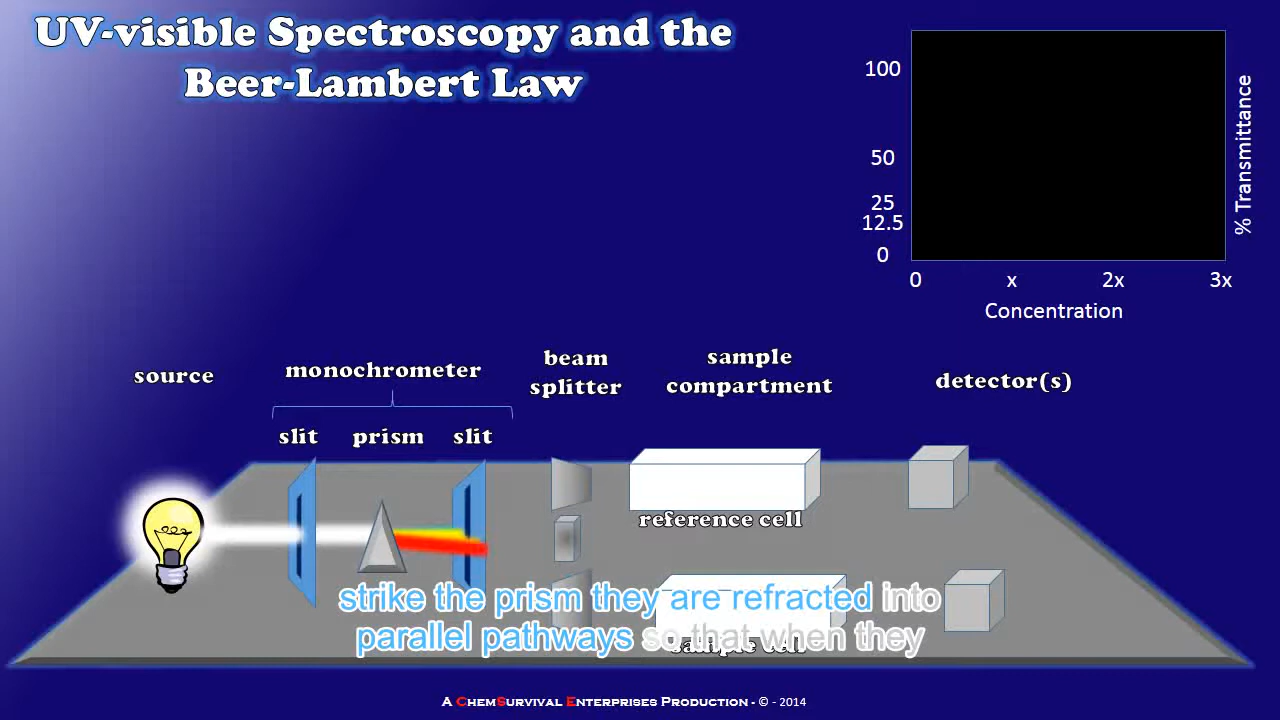 UV-visible Spectroscopy and the
Beer-Lambert Law
100
50
25
12.5
0
% Transmittance
0 x 2x 3x
Concentration
source
monochrometer
beam
splitter
sample
compartment
detector(s)
slit prism slit
reference cell
strike the prism they are refracted into
parallel pathways so that when they
sample cell
A ChemSurvival Enterprises Production - © - 2014